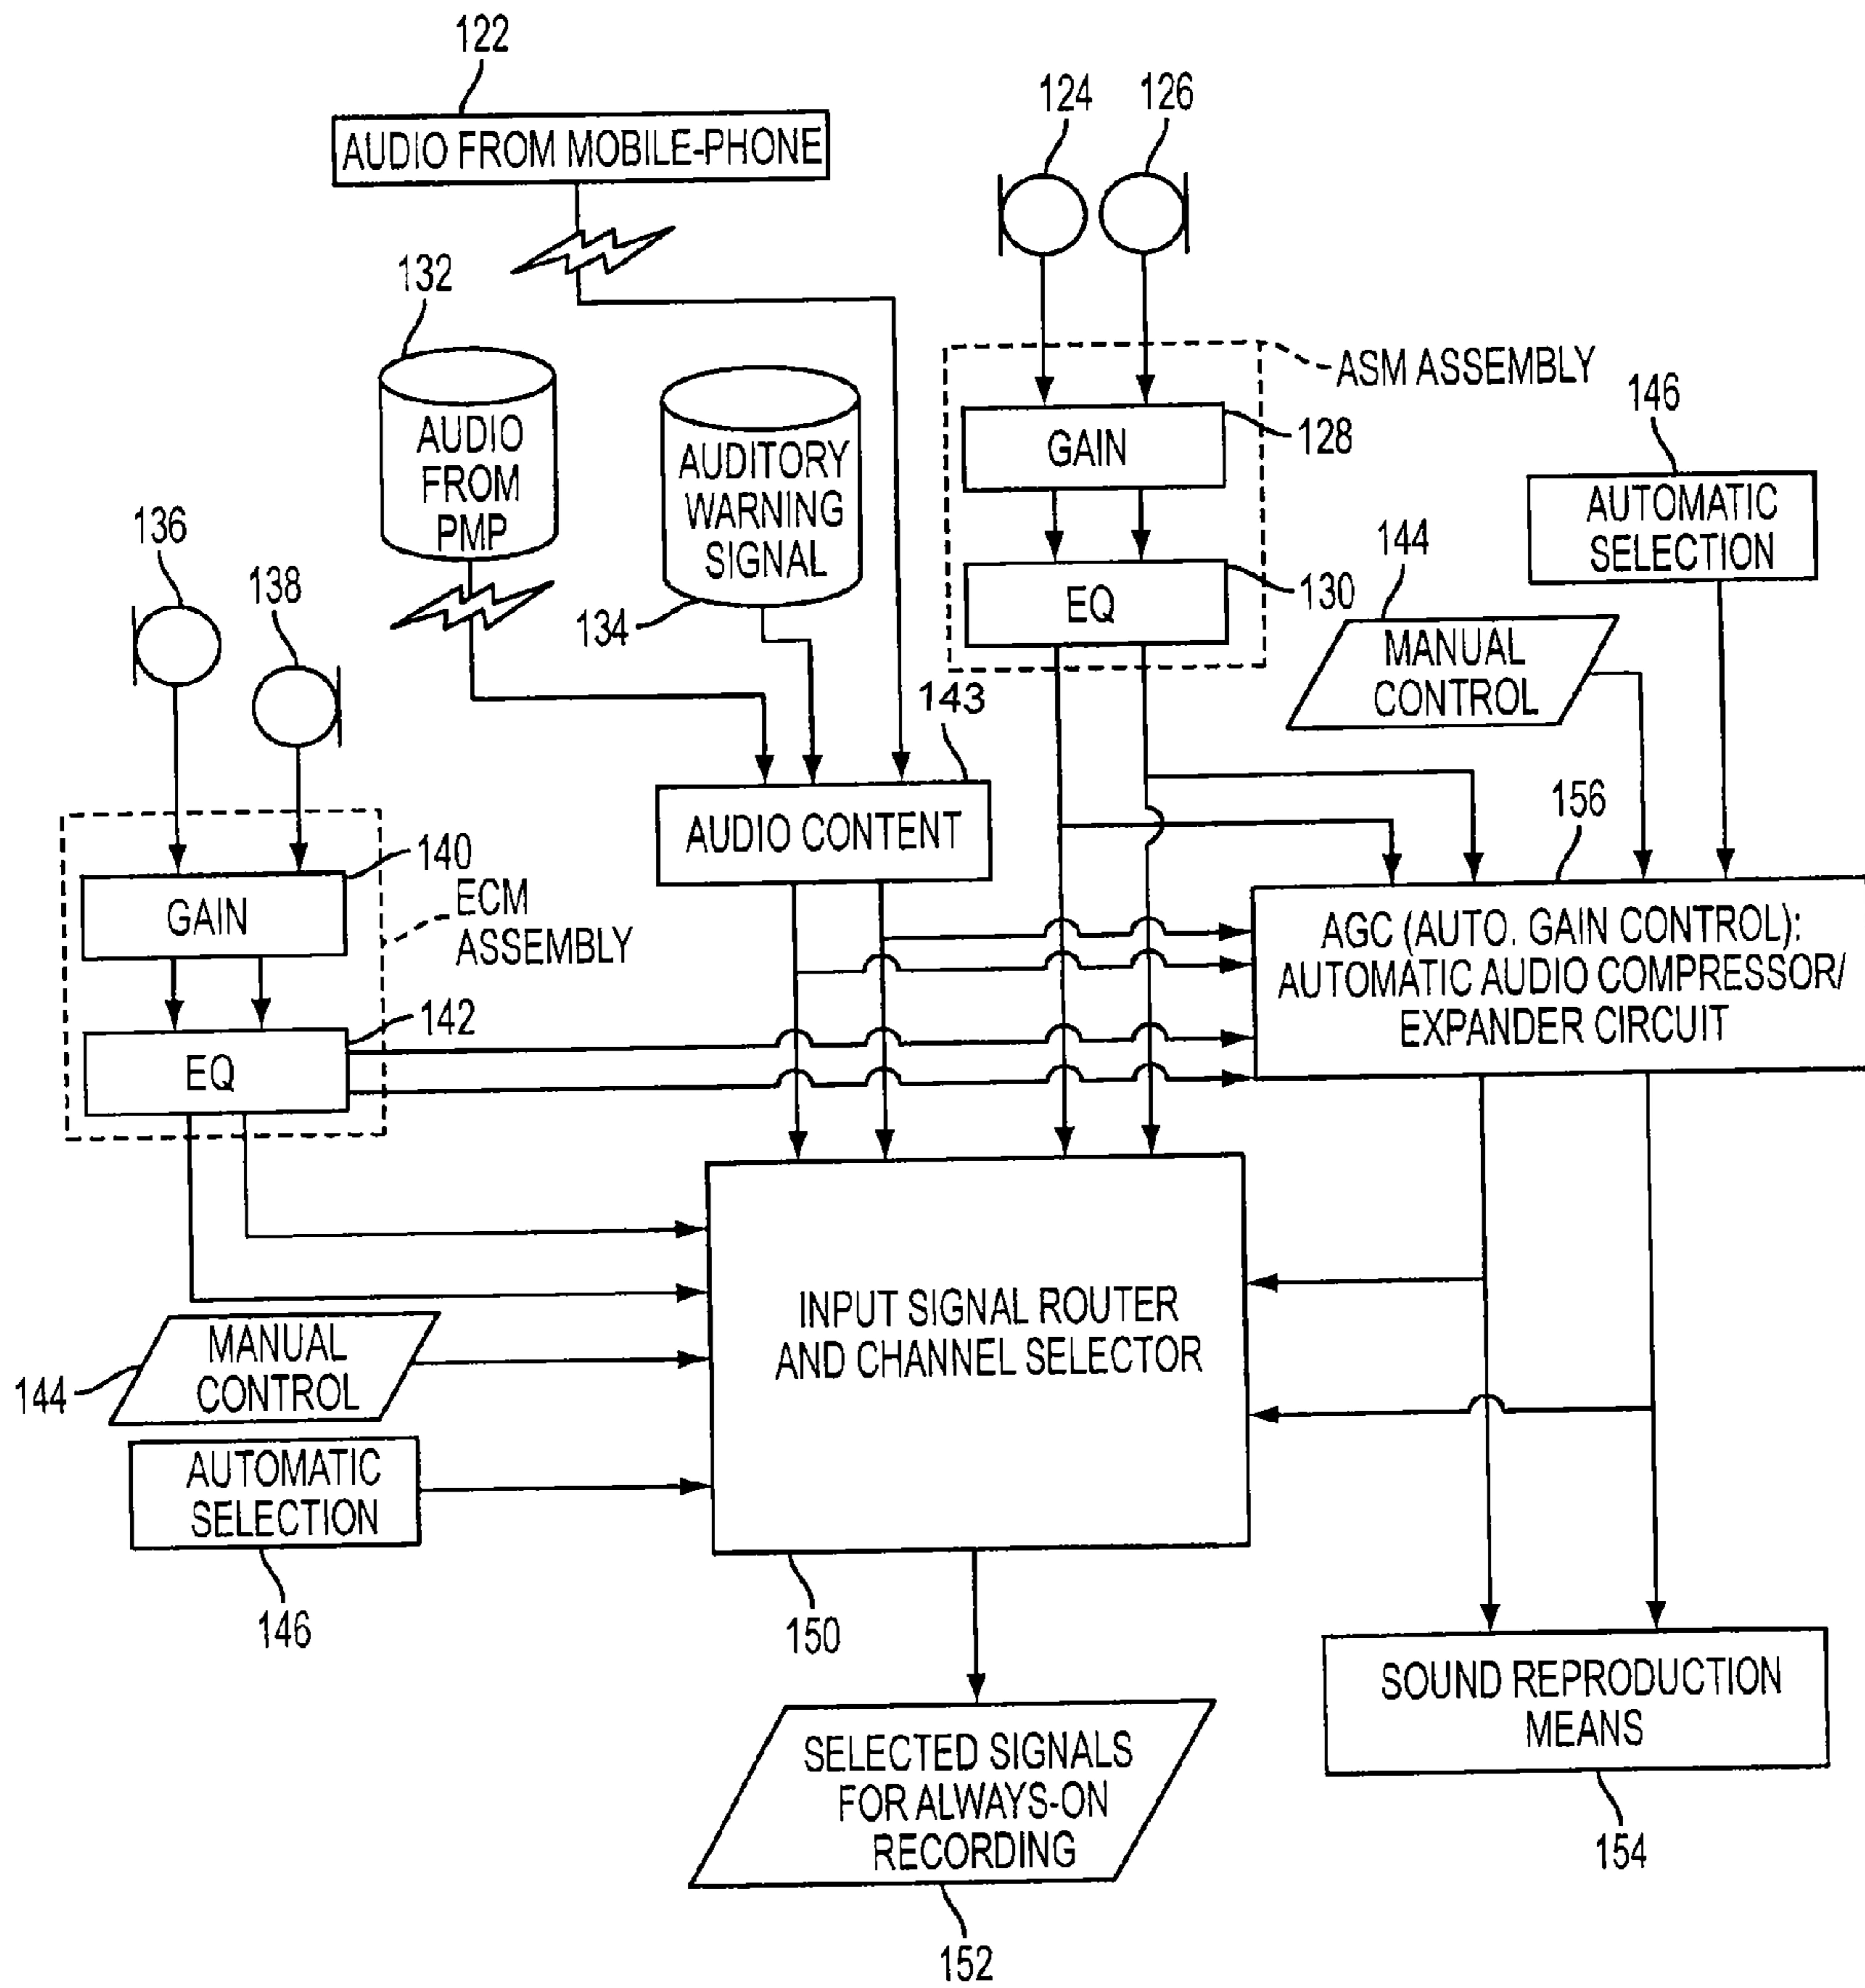 122
AUDIO FROM MOBILE-PHONE
124
126
132
AUDIO
FROM
PMP
AUDITORY
WARNING
SIGNAL
134
ASM ASSEMBLY
GAIN
128
EQ
130
146
AUTOMATIC
SELECTION
144
MANUAL
CONTROL
136
138
143
AUDIO CONTENT
156
AGC (AUTO. GAIN CONTROL):
AUTOMATIC AUDIO COMPRESSOR/
EXPANDER CIRCUIT
140
GAIN
ECM
ASSEMBLY
142
EQ
INPUT SIGNAL ROUTER
AND CHANNEL SELECTOR
MANUAL
CONTROL
144
AUTOMATIC
SELECTION
146
150
SOUND REPRODUCTION
MEANS
154
SELECTED SIGNALS
FOR ALWAYS-ON
RECORDING
152